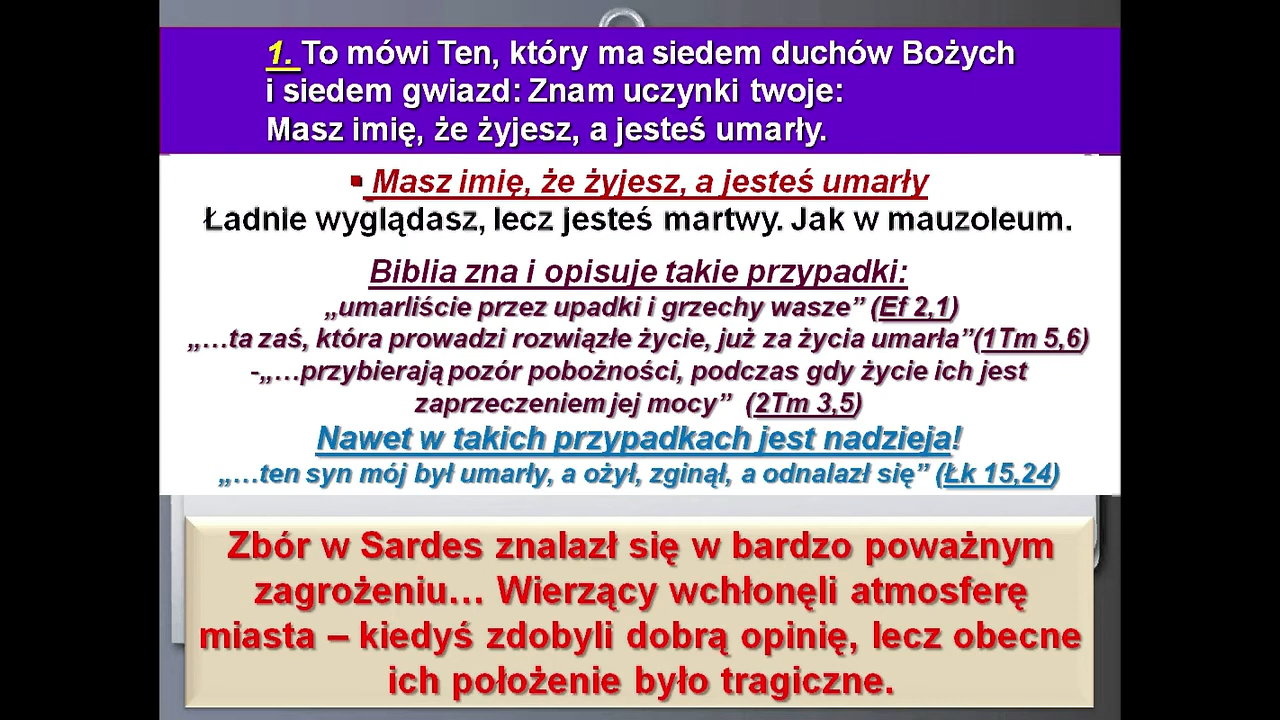 1. To mówi Ten, który ma siedem duchów Bożych
i siedem gwiazd: Znam uczynki twoje:
Masz imię, że żyjesz, a jesteś umarły.
▪ Masz imię, że żyjesz, a jesteś umarły
Ładnie wyglądasz, lecz jesteś martwy. Jak w mauzoleum.
Biblia zna i opisuje takie przypadki:
„umarliście przez upadki i grzechy wasze” (Ef 2,1)
„…ta zaś, która prowadzi rozwiązłe życie, już za życia umarła”(1Tm 5,6)
-„…przybierają pozór pobożności, podczas gdy życie ich jest
zaprzeczeniem jej mocy” (2Tm 3,5)
Nawet w takich przypadkach jest nadzieja!
„…ten syn mój był umarły, a ożył, zginął, a odnalazł się” (Łk 15,24)
Zbór w Sardes znalazł się w bardzo poważnym
zagrożeniu… Wierzący wchłonęli atmosferę
miasta – kiedyś zdobyli dobrą opinię, lecz obecne
ich położenie było tragiczne.